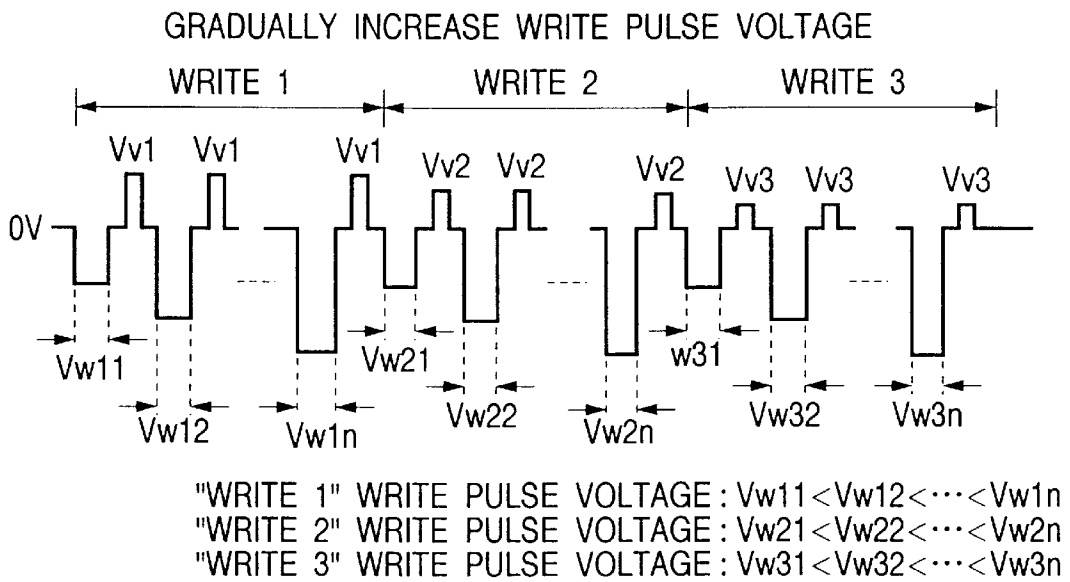 GRADUALLY INCREASE WRITE PULSE VOLTAGE
WRITE 1 WRITE 2 WRITE 3
Vv1 Vv1 Vv1 Vv2 Vv2 Vv2 Vv3 Vv3 Vv3
0V
Vw11 Vw21 w31
Vw12 Vw1n Vw22 Vw2n Vw32 Vw3n
"WRITE 1" WRITE PULSE VOLTAGE : Vw11<Vw12<···<Vw1n
"WRITE 2" WRITE PULSE VOLTAGE : Vw21<Vw22<···<Vw2n
"WRITE 3" WRITE PULSE VOLTAGE : Vw31<Vw32<···<Vw3n